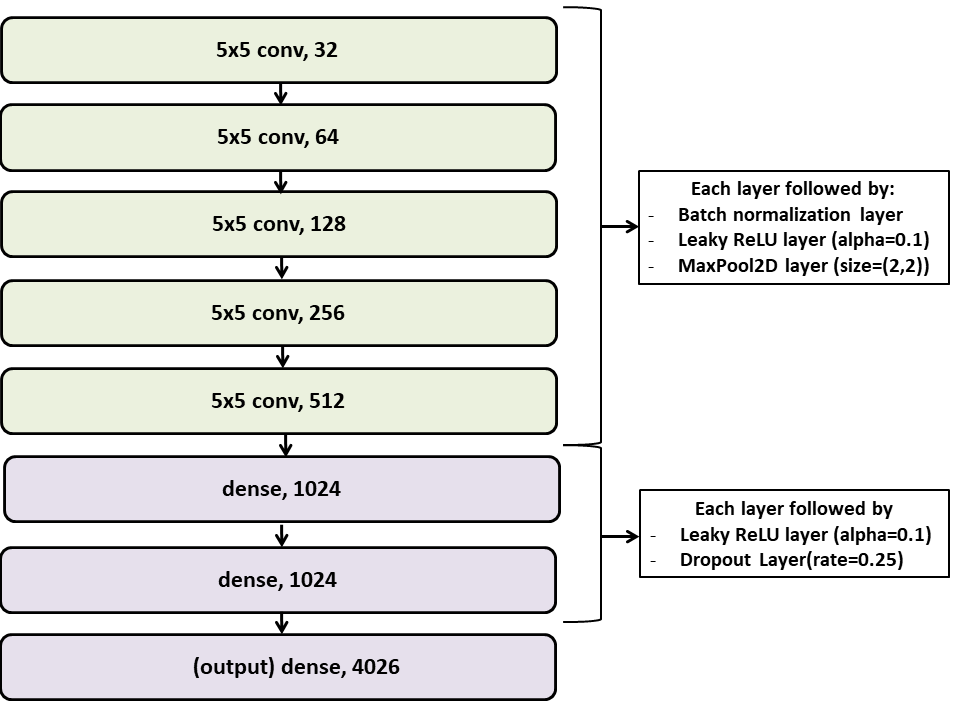 5x5 conv, 32
5x5 conv, 64
5x5 conv, 128
5x5 conv, 256
5x5 conv, 512
dense, 1024
dense, 1024
(output) dense, 4026
Each layer followed by:
- Batch normalization layer
- Leaky ReLU layer (alpha=0.1)
- MaxPool2D layer (size=(2,2))
Each layer followed by
- Leaky ReLU layer (alpha=0.1)
- Dropout Layer(rate=0.25)